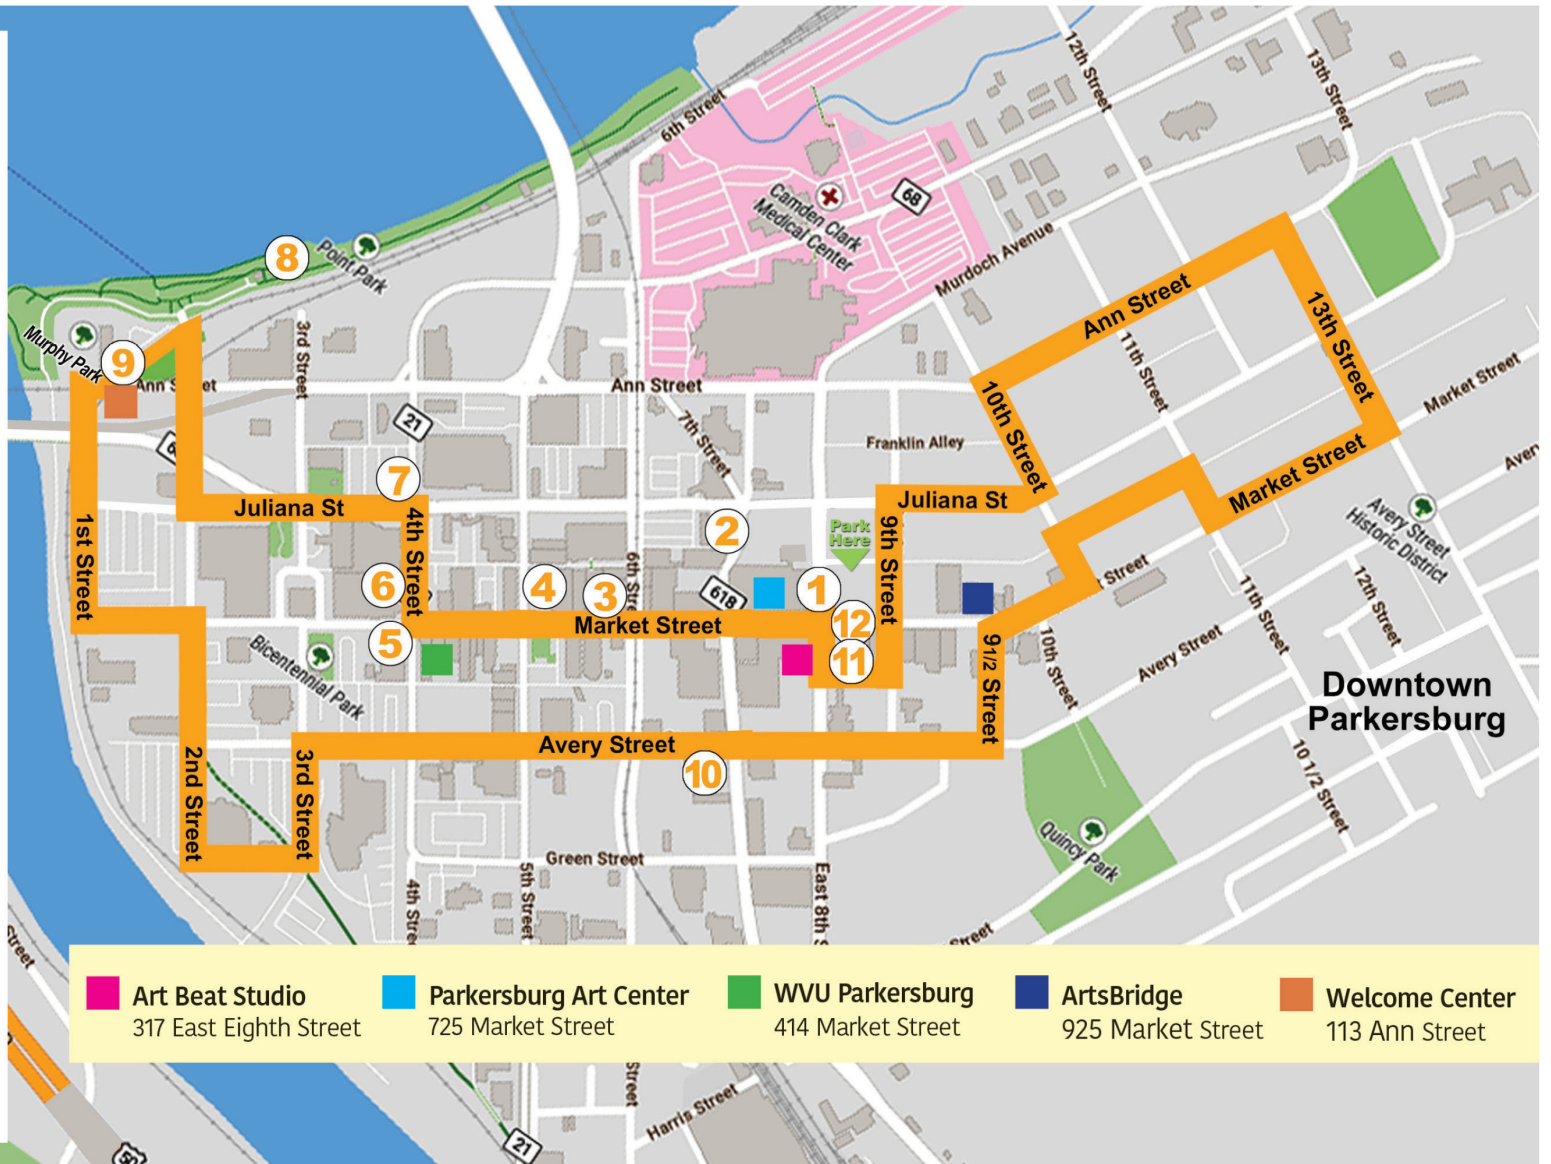 12th Street
13th Street
6th Street
68
Camden Clark
Medical Center
8
Point Park
Murdoch Avenue
Ann Street
13th Street
Murphy Park
9
Ann St
et
3rd Street
Ann Street
11th Street
Market Street
21
7th Street
Franklin Alley
10th Street
Market Street
7
Juliana St
Juliana St
1st Street
4th Street
2
Park
Here
9th Street
Avery Street
Historic District
6
4
3
6th Stre
618
1
12
Market Street
5
11
Bicentennial Park
9 1/2 Street
10th Street
t Street
Avery Street
11th Street
12th Street
Downtown
Parkersburg
Avery Street
10
2nd Street
3rd Street
10 1/2 Street
Quincy Park
Green Street
4th Stree
5th Street
East 8th S
Street
street
Art Beat Studio
317 East Eighth Street
Parkersburg Art Center
725 Market Street
WVU Parkersburg
414 Market Street
ArtsBridge
925 Market Street
Welcome Center
113 Ann Street
Street
Harris Street
21
50